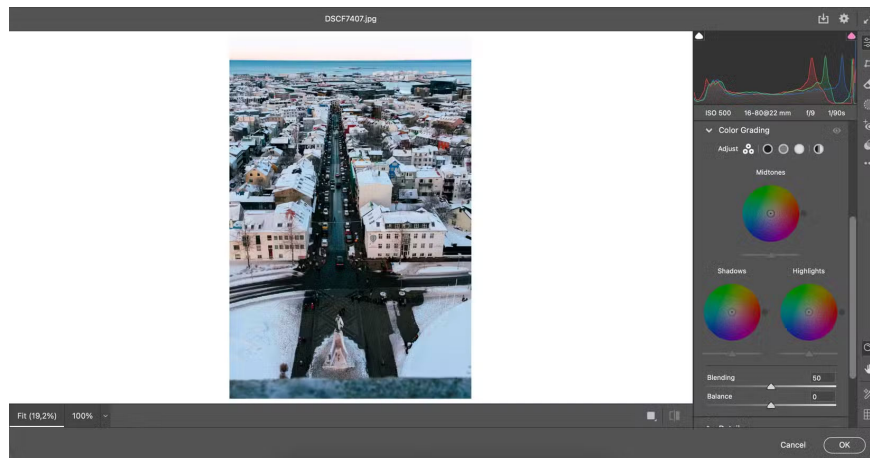 DSCF7407.jpg
ISO 500 16-80@22 mm f/9 1/90s
Color Grading
Adjust
Midtones
Shadows Highlights
Blending 50
Balance 0
Fit (19,2%) 100%
Cancel OK